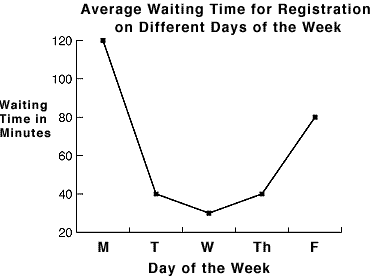 Average Waiting Time for Registration
on Different Days of the Week
120
100
80
60
40
20
Waiting
Time in
Minutes
M T W Th F
Day of the Week